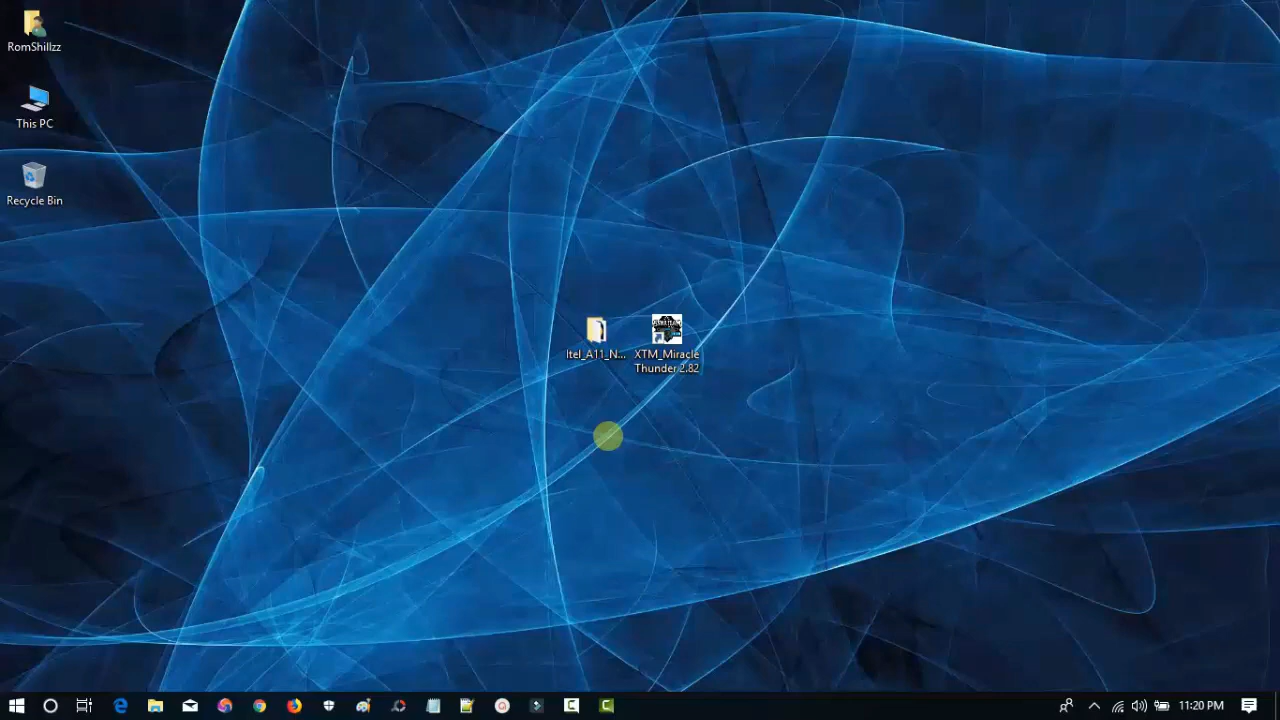 RomShillzz
This PC
Recycle Bin
Itel_A11_N...
XTM_Miracle
Thunder 2.82
11:20 PM